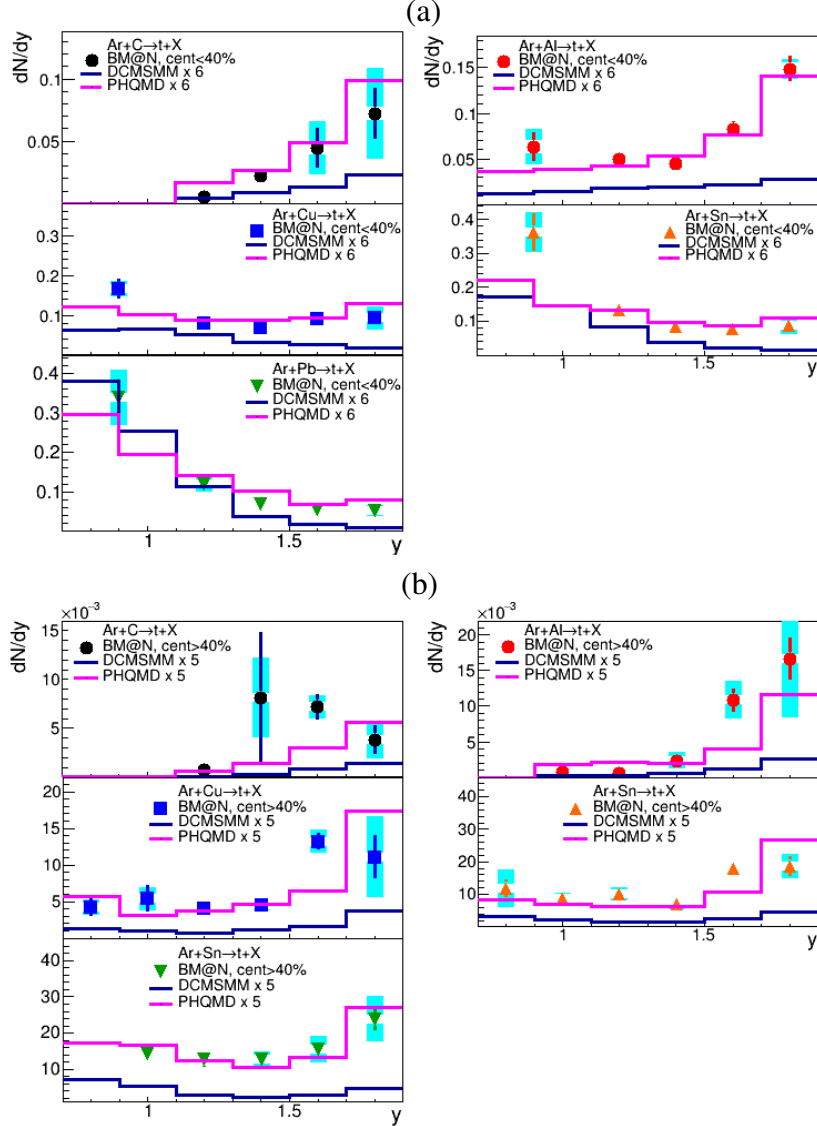 (a)
dN/dy
Ar+C→t+X
BM@N, cent<40%
DCMSMM x 6
PHQMD x 6
0.1
0.05
Ar+Cu→t+X
BM@N, cent<40%
DCMSMM x 6
PHQMD x 6
0.3
0.2
0.1
Ar+Pb→t+X
BM@N, cent<40%
DCMSMM x 6
PHQMD x 6
0.4
0.3
0.2
0.1
1
1.5
y
dN/dy
Ar+Al→t+X
BM@N, cent<40%
DCMSMM x 6
PHQMD x 6
0.15
0.1
0.05
Ar+Sn→t+X
BM@N, cent<40%
DCMSMM x 6
PHQMD x 6
0.4
0.3
0.2
0.1
1
1.5
y
(b)
×10⁻³
dN/dy
Ar+C→t+X
BM@N, cent>40%
DCMSMM x 5
PHQMD x 5
15
10
5
Ar+Cu→t+X
BM@N, cent>40%
DCMSMM x 5
PHQMD x 5
20
15
10
5
Ar+Sn→t+X
BM@N, cent>40%
DCMSMM x 5
PHQMD x 5
40
30
20
10
1
1.5
y
×10⁻³
dN/dy
Ar+Al→t+X
BM@N, cent>40%
DCMSMM x 5
PHQMD x 5
20
15
10
5
Ar+Sn→t+X
BM@N, cent>40%
DCMSMM x 5
PHQMD x 5
40
30
20
10
1
1.5
y